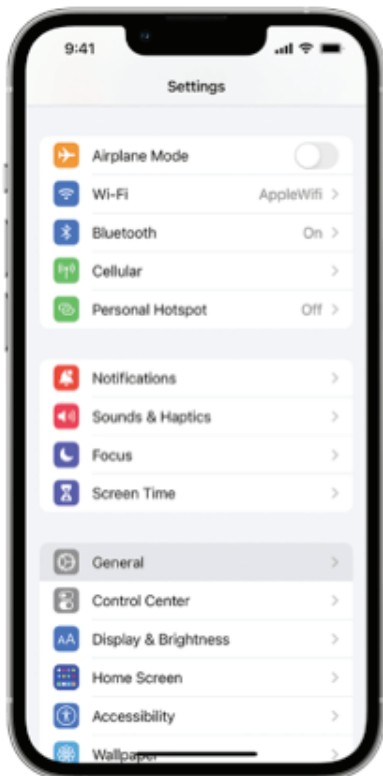 9:41
Settings
Airplane Mode
Wi-Fi AppleWifi
Bluetooth On
Cellular
Personal Hotspot Off
Notifications
Sounds & Haptics
Focus
Screen Time
General
Control Center
AA Display & Brightness
Home Screen
Accessibility
Wallpaper